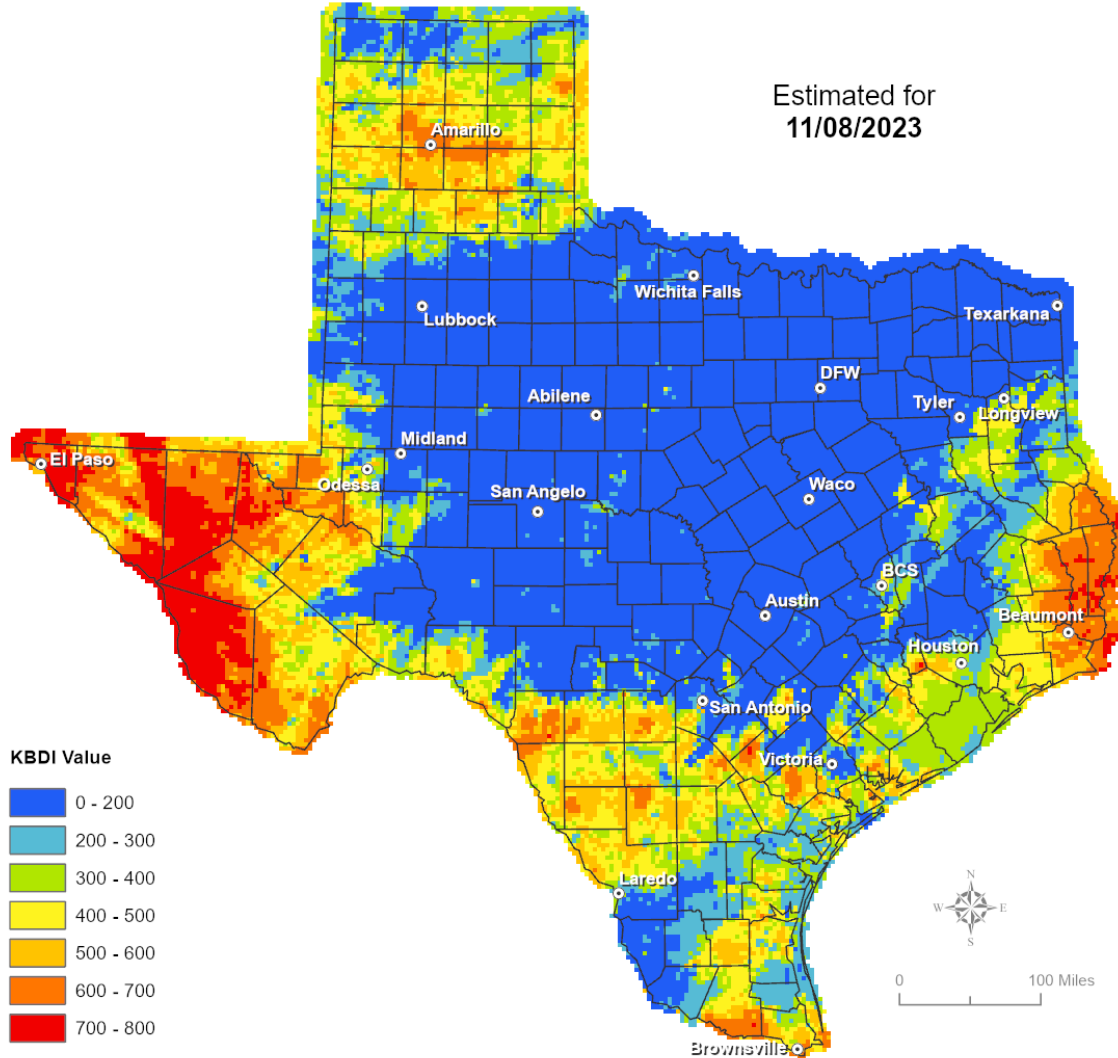 Estimated for
11/08/2023
Amarillo
Wichita Falls
Lubbock
Texarkana
DFW
Abilene
Tyler
Longview
Midland
El Paso
Odessa
San Angelo
Waco
BCS
Austin
Beaumont
Houston
San Antonio
Victoria
KBDI Value
0 - 200
200 - 300
300 - 400
400 - 500
500 - 600
600 - 700
700 - 800
Laredo
N
W
E
S
0
100 Miles
Brownsville